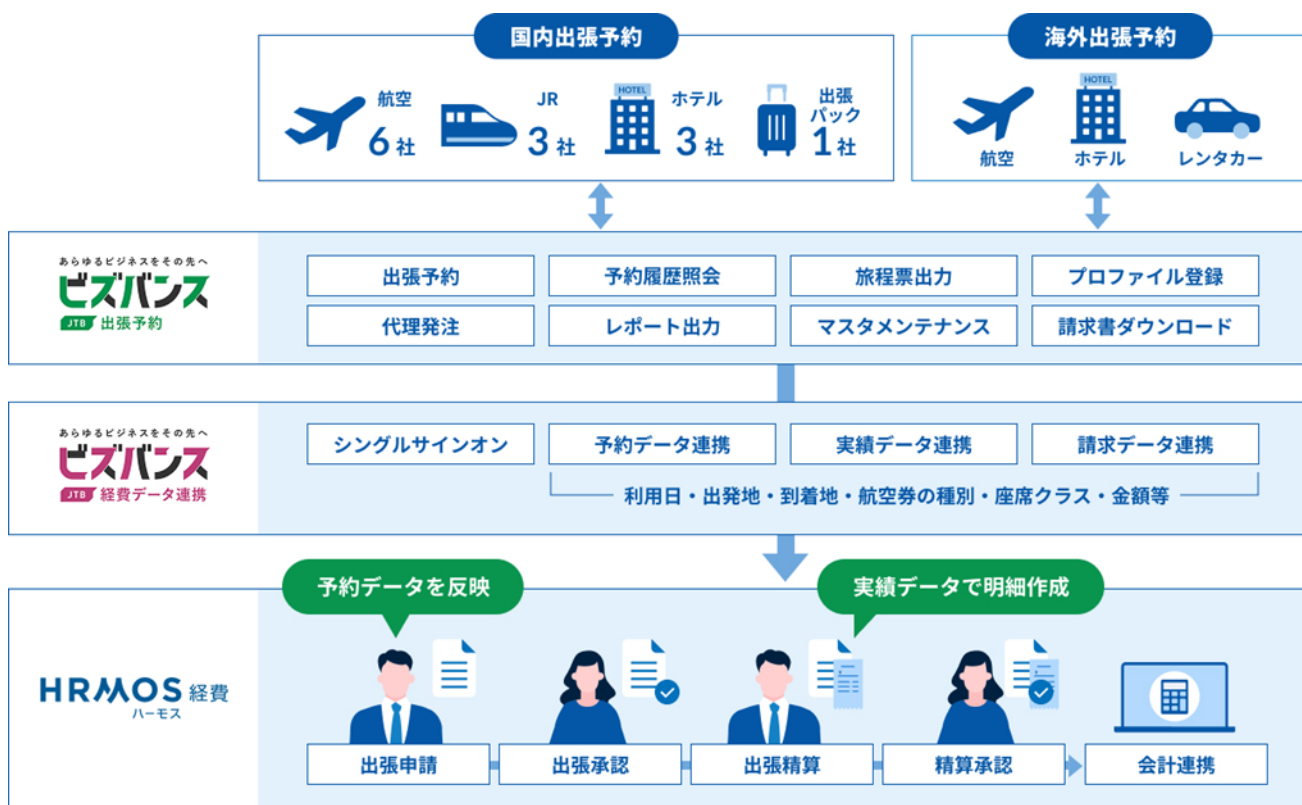 国内出張予約
海外出張予約
航空
6社
JR
3社
HOTEL
ホテル
3社
出張
パック
1社
航空
HOTEL
ホテル
レンタカー
あらゆるビジネスをその先へ
ビズバンス
JTB 出張予約
出張予約
予約履歴照会
旅程票出力
プロファイル登録
代理発注
レポート出力
マスタメンテナンス
請求書ダウンロード
あらゆるビジネスをその先へ
ビズバンス
JTB 経費データ連携
シングルサインオン
予約データ連携
実績データ連携
請求データ連携
利用日・出発地・到着地・航空券の種別・座席クラス・金額等
予約データを反映
実績データで明細作成
HRMOS 経費
ハーモス
出張申請
出張承認
出張精算
精算承認
会計連携